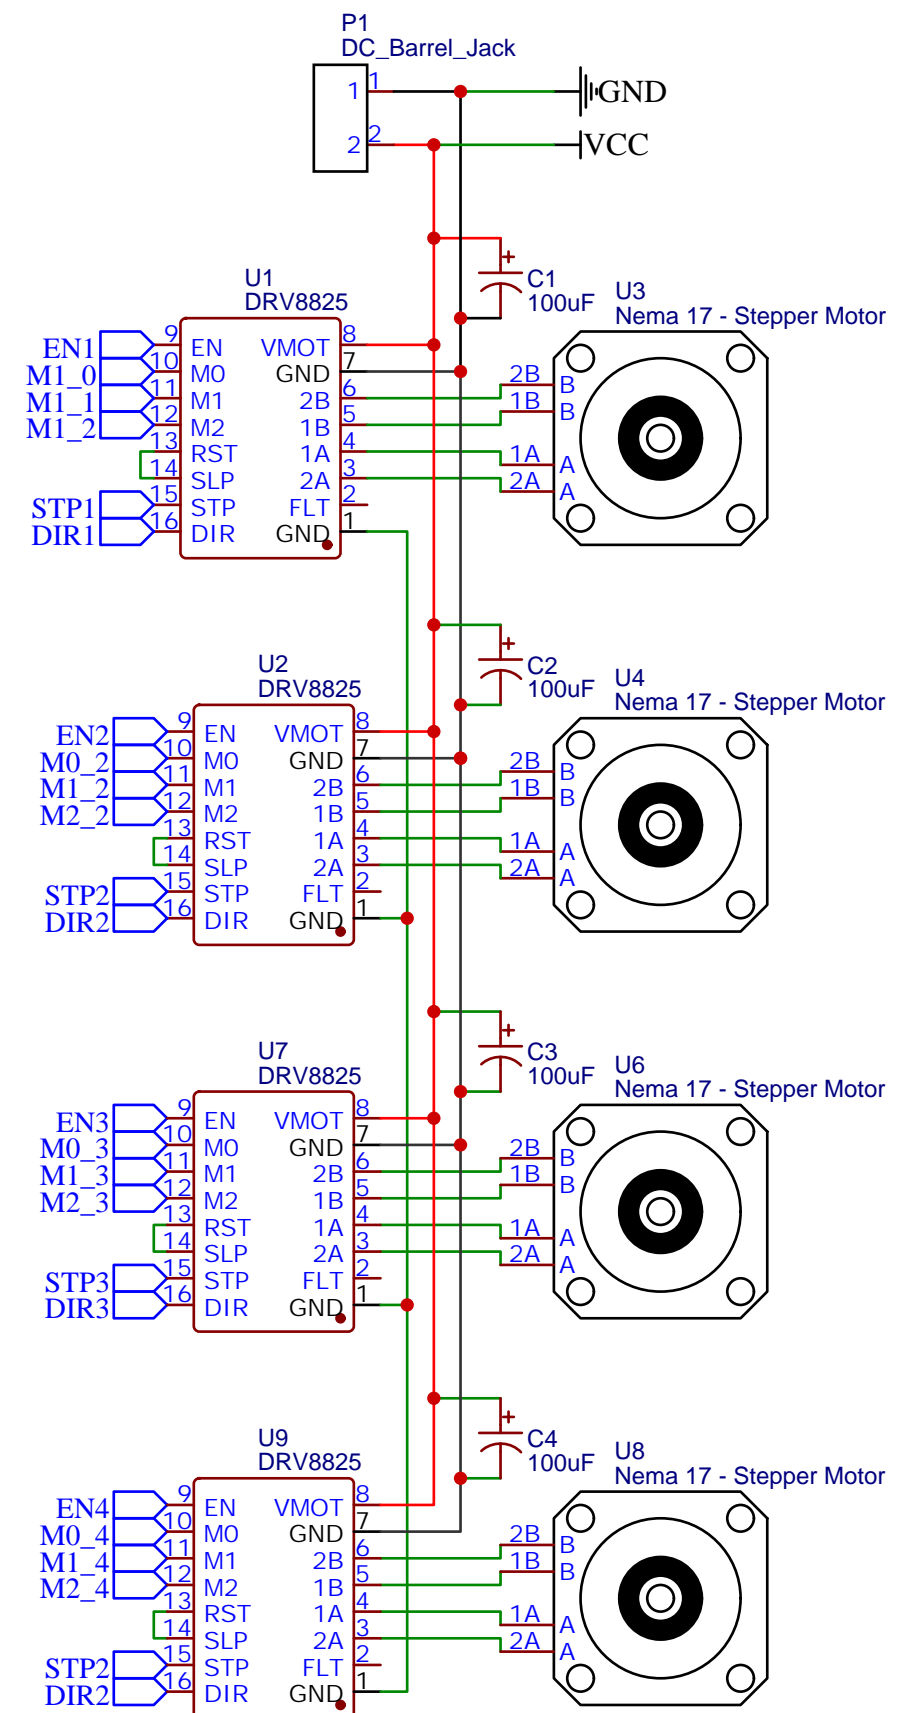 P1
DC_Barrel_Jack
1 1 GND
2 2 VCC
+
C1
100uF
U1
DRV8825
U3
Nema 17 - Stepper Motor
EN1 9 EN VMOT 8
M1_0 10 M0 GND 7
M1_1 11 M1 2B 6 2B B
M1_2 12 M2 1B 5 1B B
13 RST 1A 4 1A A
14 SLP 2A 3 2A A
STP1 15 STP FLT 2
DIR1 16 DIR GND 1
+
C2
100uF
U2
DRV8825
U4
Nema 17 - Stepper Motor
EN2 9 EN VMOT 8
M0_2 10 M0 GND 7
M1_2 11 M1 2B 6 2B B
M2_2 12 M2 1B 5 1B B
13 RST 1A 4 1A A
14 SLP 2A 3 2A A
STP2 15 STP FLT 2
DIR2 16 DIR GND 1
+
C3
100uF
U7
DRV8825
U6
Nema 17 - Stepper Motor
EN3 9 EN VMOT 8
M0_3 10 M0 GND 7
M1_3 11 M1 2B 6 2B B
M2_3 12 M2 1B 5 1B B
13 RST 1A 4 1A A
14 SLP 2A 3 2A A
STP3 15 STP FLT 2
DIR3 16 DIR GND 1
+
C4
100uF
U9
DRV8825
U8
Nema 17 - Stepper Motor
EN4 9 EN VMOT 8
M0_4 10 M0 GND 7
M1_4 11 M1 2B 6 2B B
M2_4 12 M2 1B 5 1B B
13 RST 1A 4 1A A
14 SLP 2A 3 2A A
STP2 15 STP FLT 2
DIR2 16 DIR GND 1